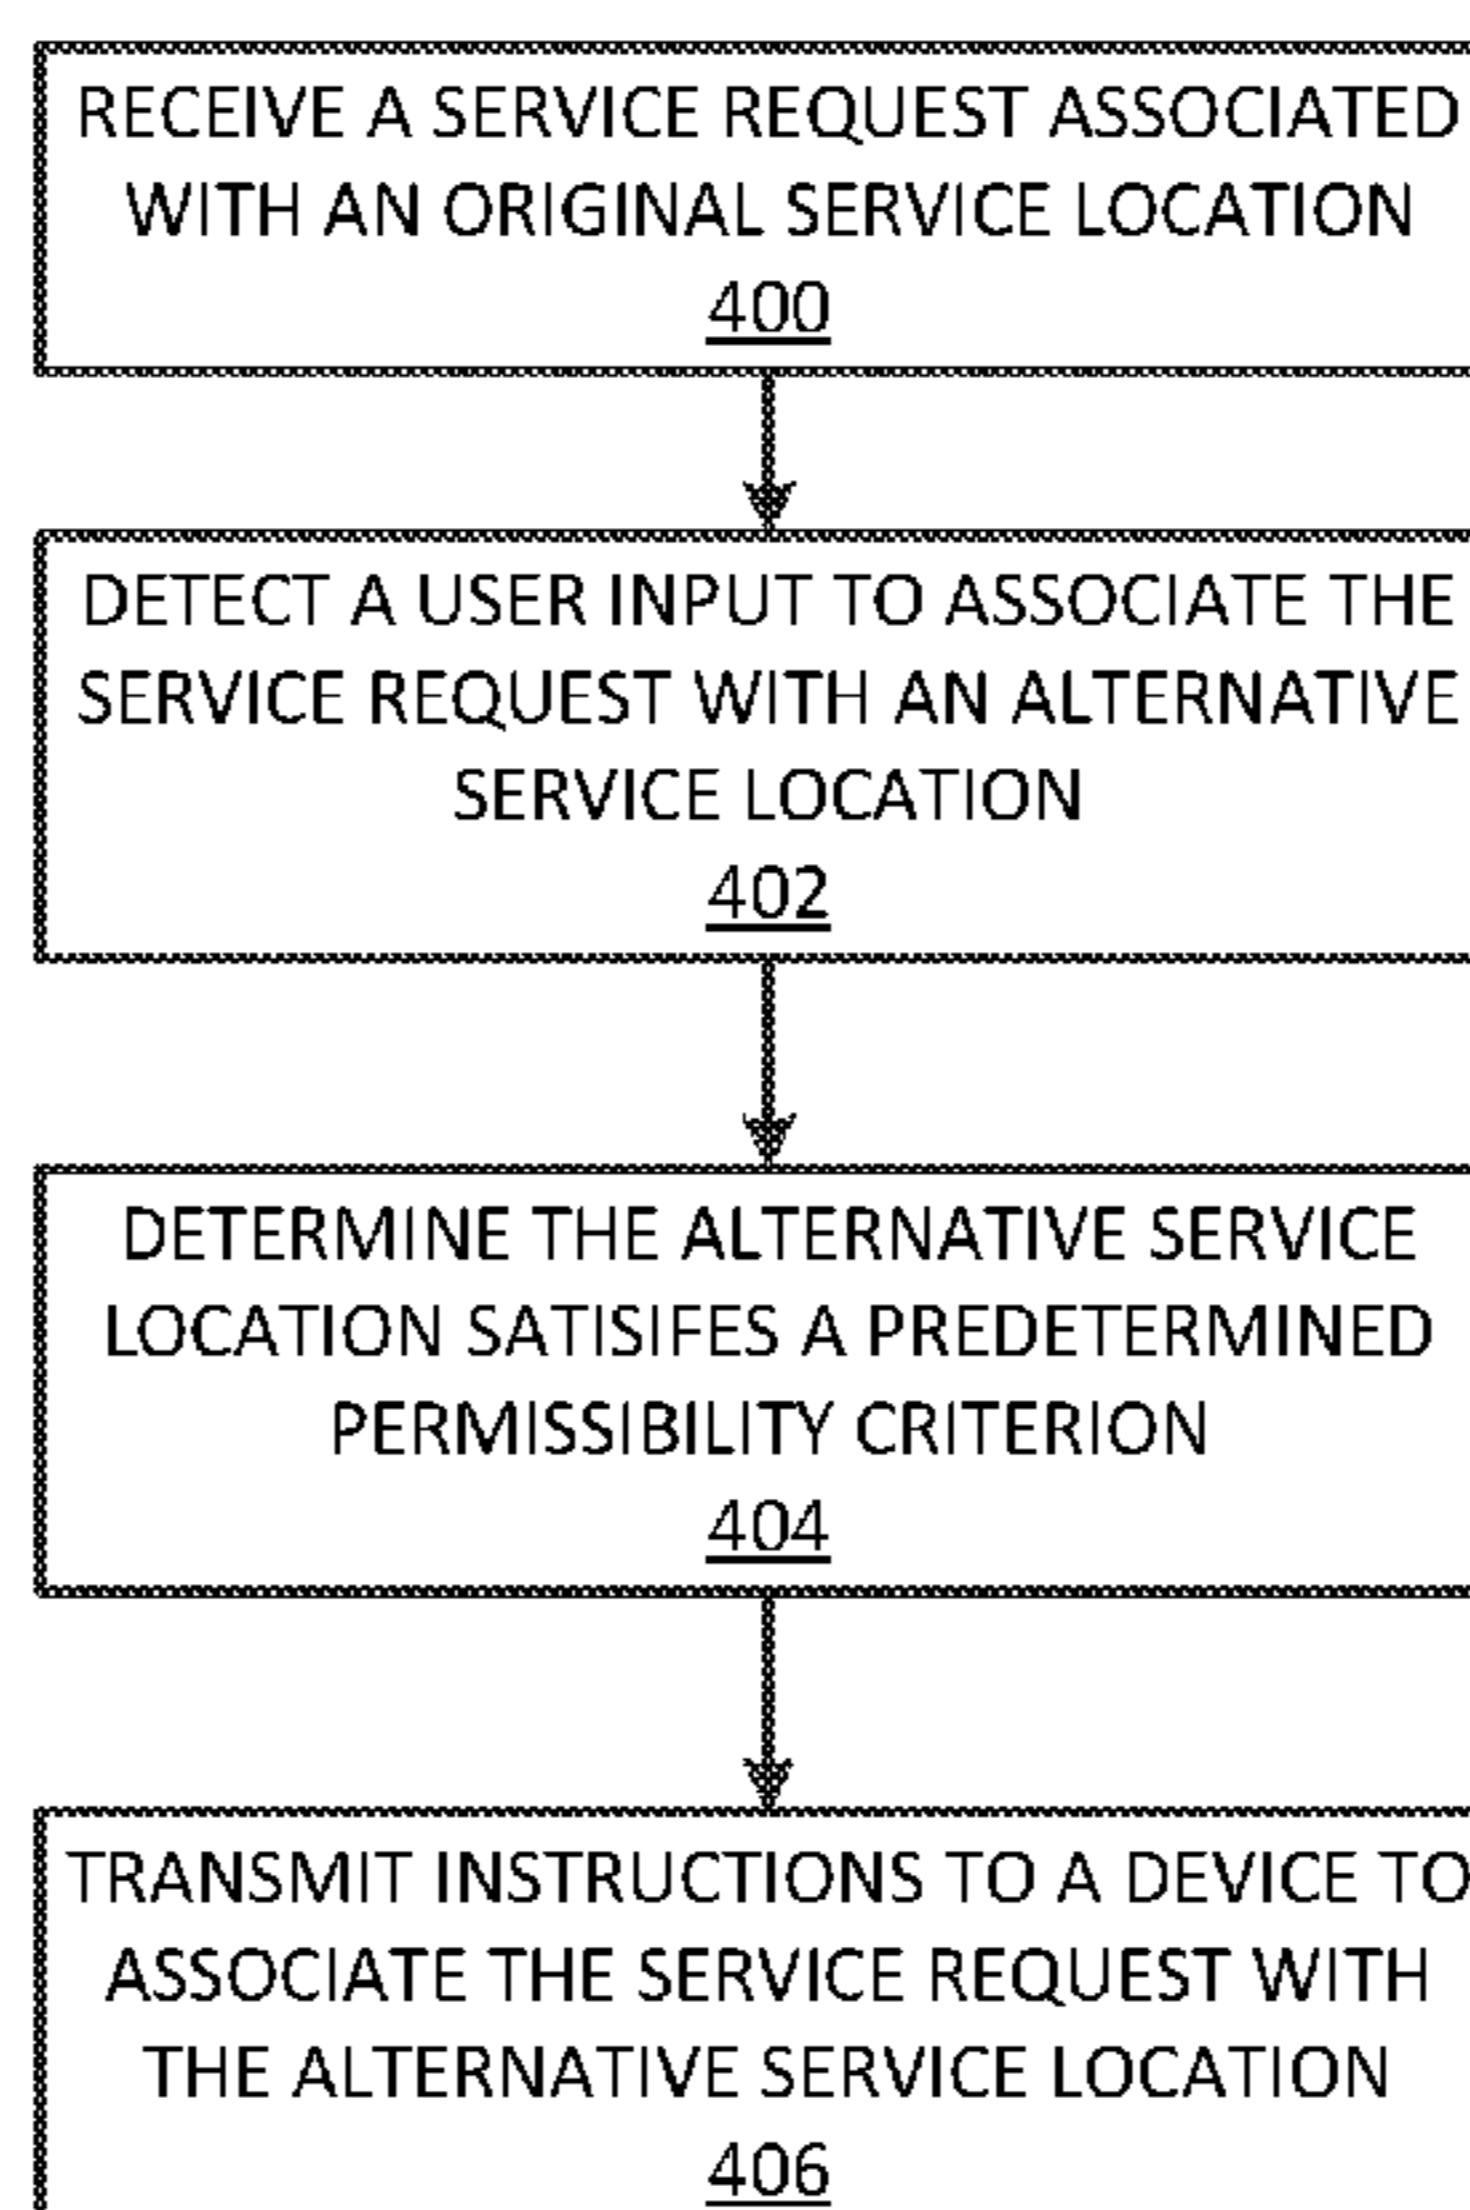 RECEIVE A SERVICE REQUEST ASSOCIATED
WITH AN ORIGINAL SERVICE LOCATION
400
DETECT A USER INPUT TO ASSOCIATE THE
SERVICE REQUEST WITH AN ALTERNATIVE
SERVICE LOCATION
402
DETERMINE THE ALTERNATIVE SERVICE
LOCATION SATISIFES A PREDETERMINED
PERMISSIBILITY CRITERION
404
TRANSMIT INSTRUCTIONS TO A DEVICE TO
ASSOCIATE THE SERVICE REQUEST WITH
THE ALTERNATIVE SERVICE LOCATION
406